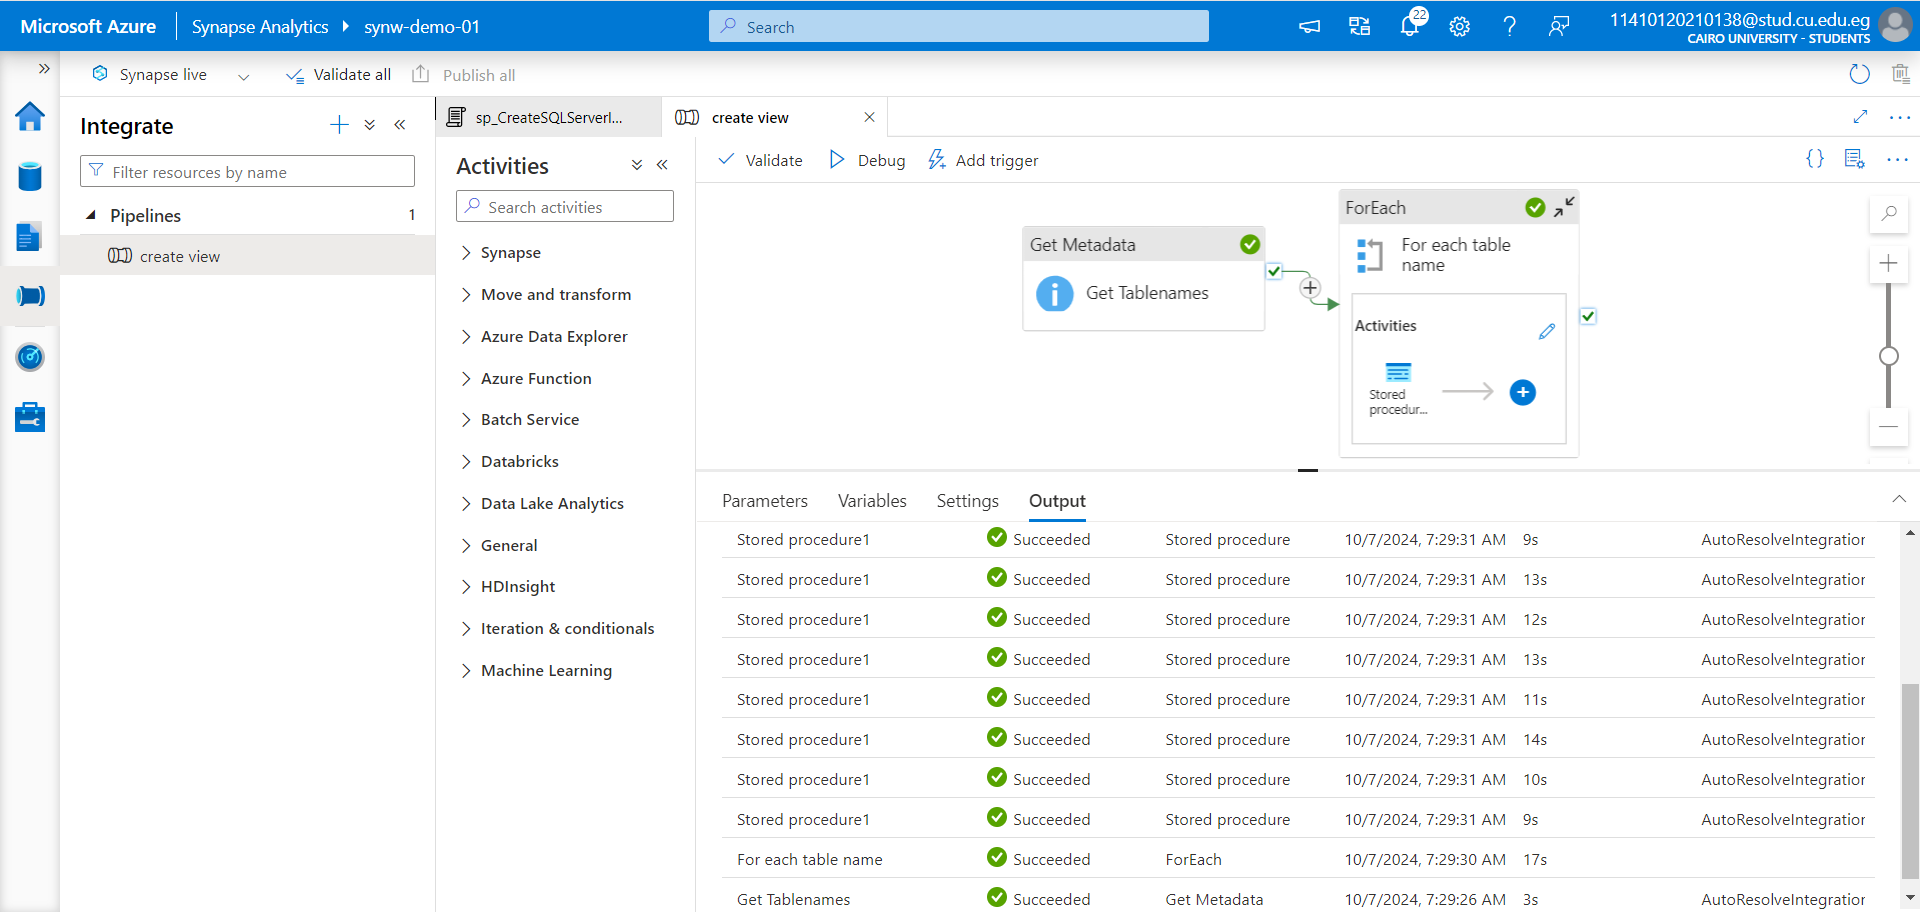 Microsoft Azure
Synapse Analytics
synw-demo-01
Search
22
11410120210138@stud.cu.edu.eg
CAIRO UNIVERSITY - STUDENTS
Synapse live
Validate all
Publish all
Integrate
Filter resources by name
Pipelines 1
create view
sp_CreateSQLServerl...
create view
Activities
Search activities
Synapse
Move and transform
Azure Data Explorer
Azure Function
Batch Service
Databricks
Data Lake Analytics
General
HDInsight
Iteration & conditionals
Machine Learning
Validate Debug Add trigger
Get Metadata
Get Tablenames
ForEach
For each table
name
Activities
Stored
procedur...
Parameters Variables Settings Output
Stored procedure1 Succeeded Stored procedure 10/7/2024, 7:29:31 AM 9s AutoResolveIntegration
Stored procedure1 Succeeded Stored procedure 10/7/2024, 7:29:31 AM 13s AutoResolveIntegration
Stored procedure1 Succeeded Stored procedure 10/7/2024, 7:29:31 AM 12s AutoResolveIntegration
Stored procedure1 Succeeded Stored procedure 10/7/2024, 7:29:31 AM 13s AutoResolveIntegration
Stored procedure1 Succeeded Stored procedure 10/7/2024, 7:29:31 AM 11s AutoResolveIntegration
Stored procedure1 Succeeded Stored procedure 10/7/2024, 7:29:31 AM 14s AutoResolveIntegration
Stored procedure1 Succeeded Stored procedure 10/7/2024, 7:29:31 AM 10s AutoResolveIntegration
Stored procedure1 Succeeded Stored procedure 10/7/2024, 7:29:31 AM 9s AutoResolveIntegration
For each table name Succeeded ForEach 10/7/2024, 7:29:30 AM 17s
Get Tablenames Succeeded Get Metadata 10/7/2024, 7:29:26 AM 3s AutoResolveIntegration